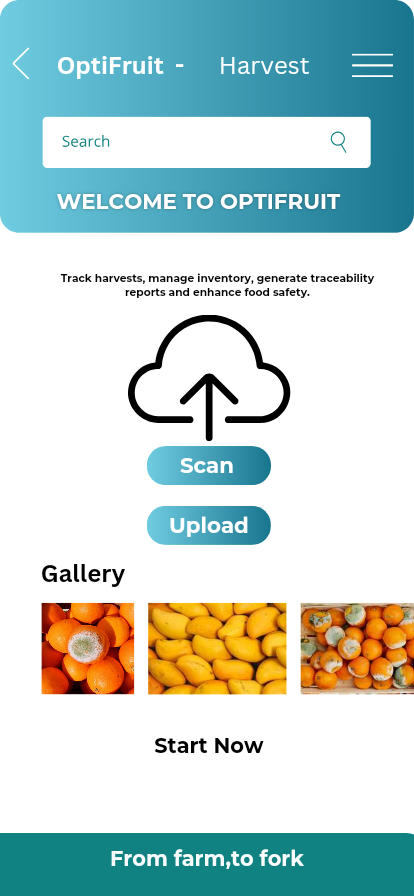 OptiFruit - Harvest
Search
WELCOME TO OPTIFRUIT
Track harvests, manage inventory, generate traceability
reports and enhance food safety.
Scan
Upload
Gallery
Start Now
From farm,to fork